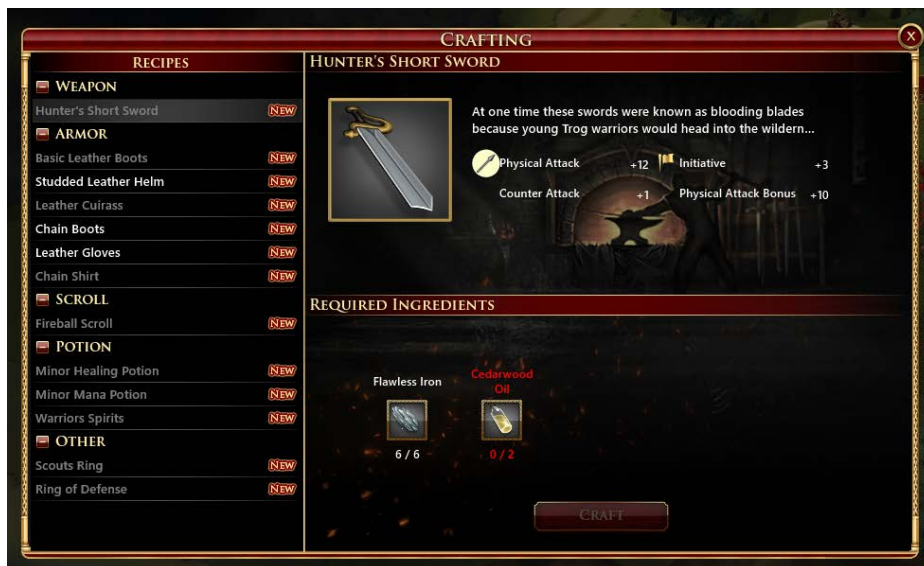 CRAFTING
X
RECIPES
WEAPON
Hunter's Short Sword NEW
ARMOR
Basic Leather Boots NEW
Studded Leather Helm NEW
Leather Cuirass NEW
Chain Boots NEW
Leather Gloves NEW
Chain Shirt NEW
SCROLL
Fireball Scroll NEW
POTION
Minor Healing Potion NEW
Minor Mana Potion NEW
Warriors Spirits NEW
OTHER
Scouts Ring NEW
Ring of Defense NEW
HUNTER'S SHORT SWORD
At one time these swords were known as blooding blades
because young Trog warriors would head into the wildern...
Physical Attack +12 Initiative +3
Counter Attack +1 Physical Attack Bonus +10
REQUIRED INGREDIENTS
Flawless Iron
6 / 6
Cedarwood
Oil
0 / 2
CRAFT